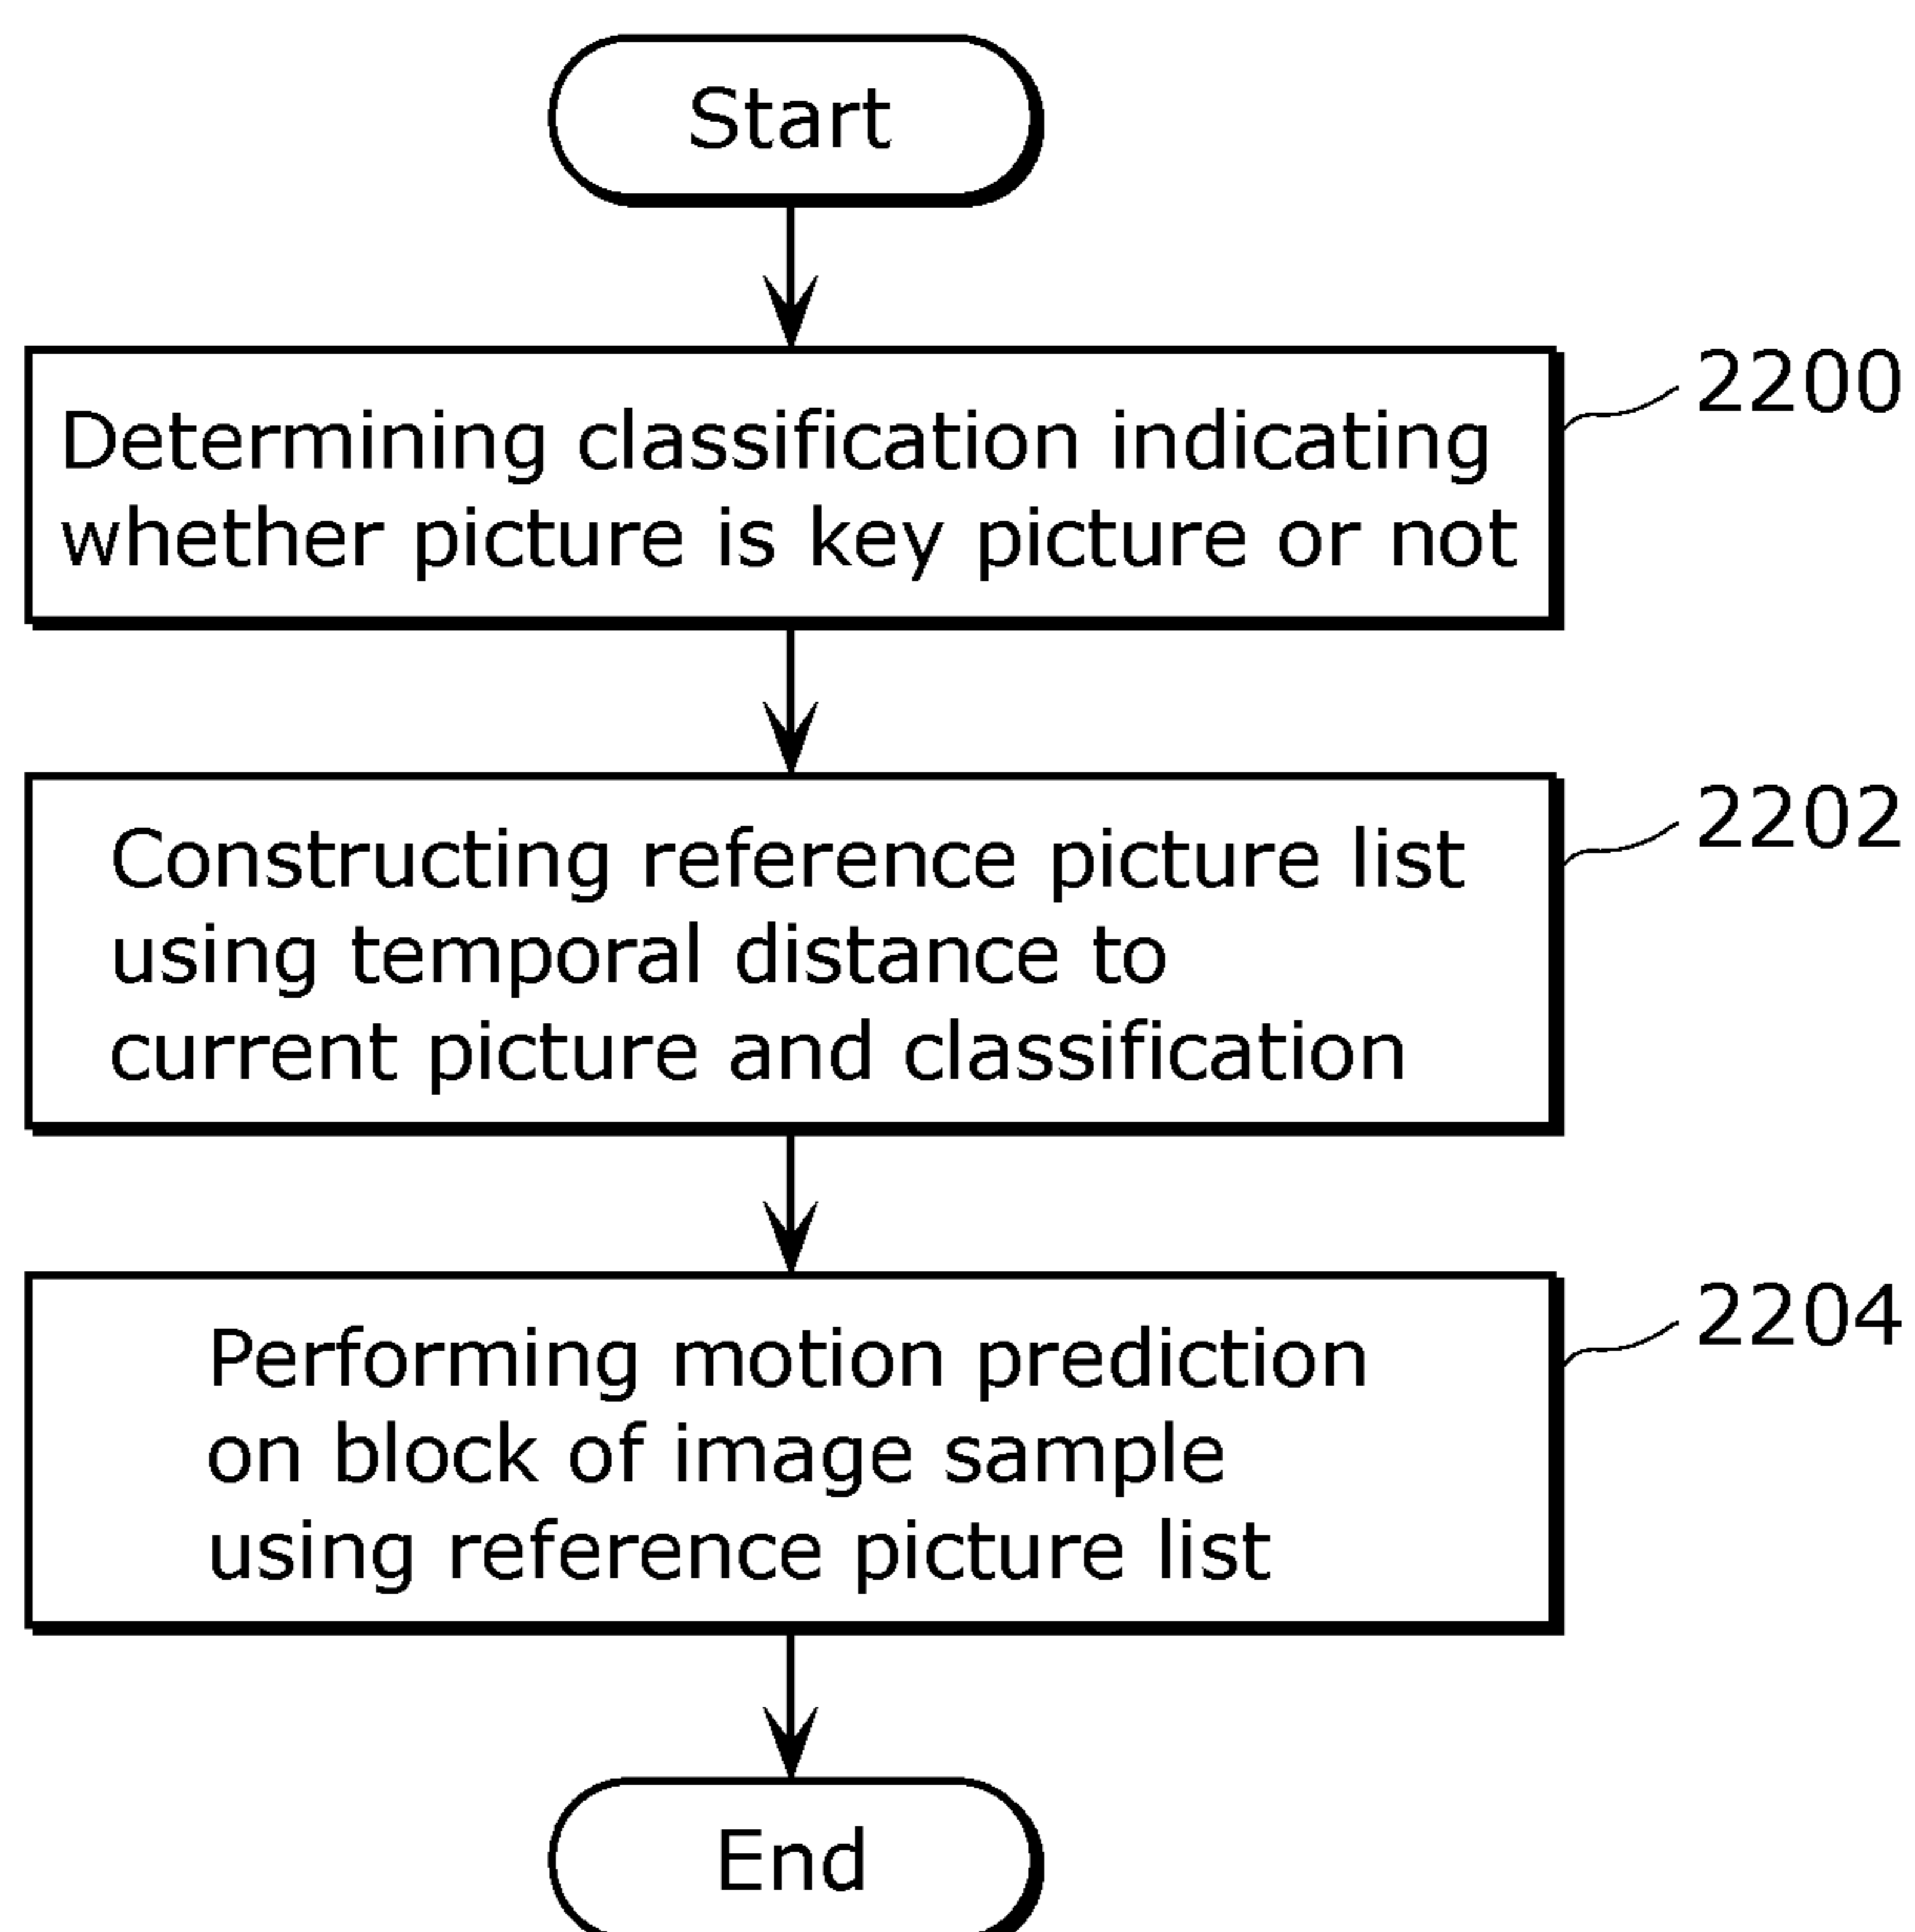 Start
2200
Determining classification indicating
whether picture is key picture or not
2202
Constructing reference picture list
using temporal distance to
current picture and classification
2204
Performing motion prediction
on block of image sample
using reference picture list
End